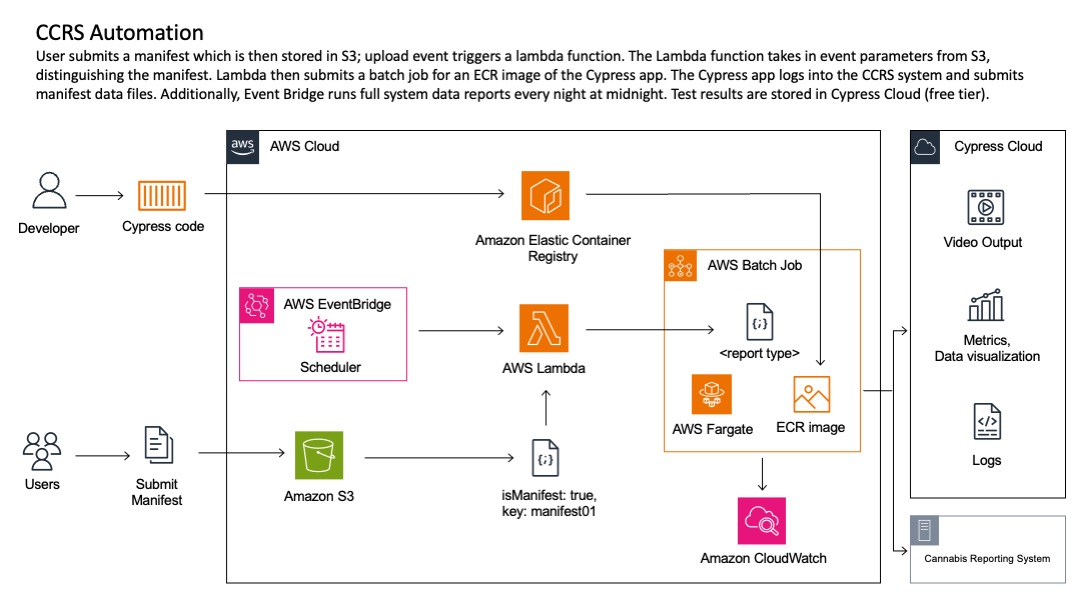 CCRS Automation
User submits a manifest which is then stored in S3; upload event triggers a lambda function. The Lambda function takes in event parameters from S3,
distinguishing the manifest. Lambda then submits a batch job for an ECR image of the Cypress app. The Cypress app logs into the CCRS system and submits
manifest data files. Additionally, Event Bridge runs full system data reports every night at midnight. Test results are stored in Cypress Cloud (free tier).
aws
AWS Cloud
Cypress Cloud
Developer
Cypress code
Amazon Elastic Container
Registry
Video Output
AWS Batch Job
AWS EventBridge
Scheduler
AWS Lambda
{;}
<report type>
Metrics,
Data visualization
AWS Fargate
ECR image
Users
Submit
Manifest
Amazon S3
{;}
isManifest: true,
key: manifest01
</>
Logs
Amazon CloudWatch
Cannabis Reporting System